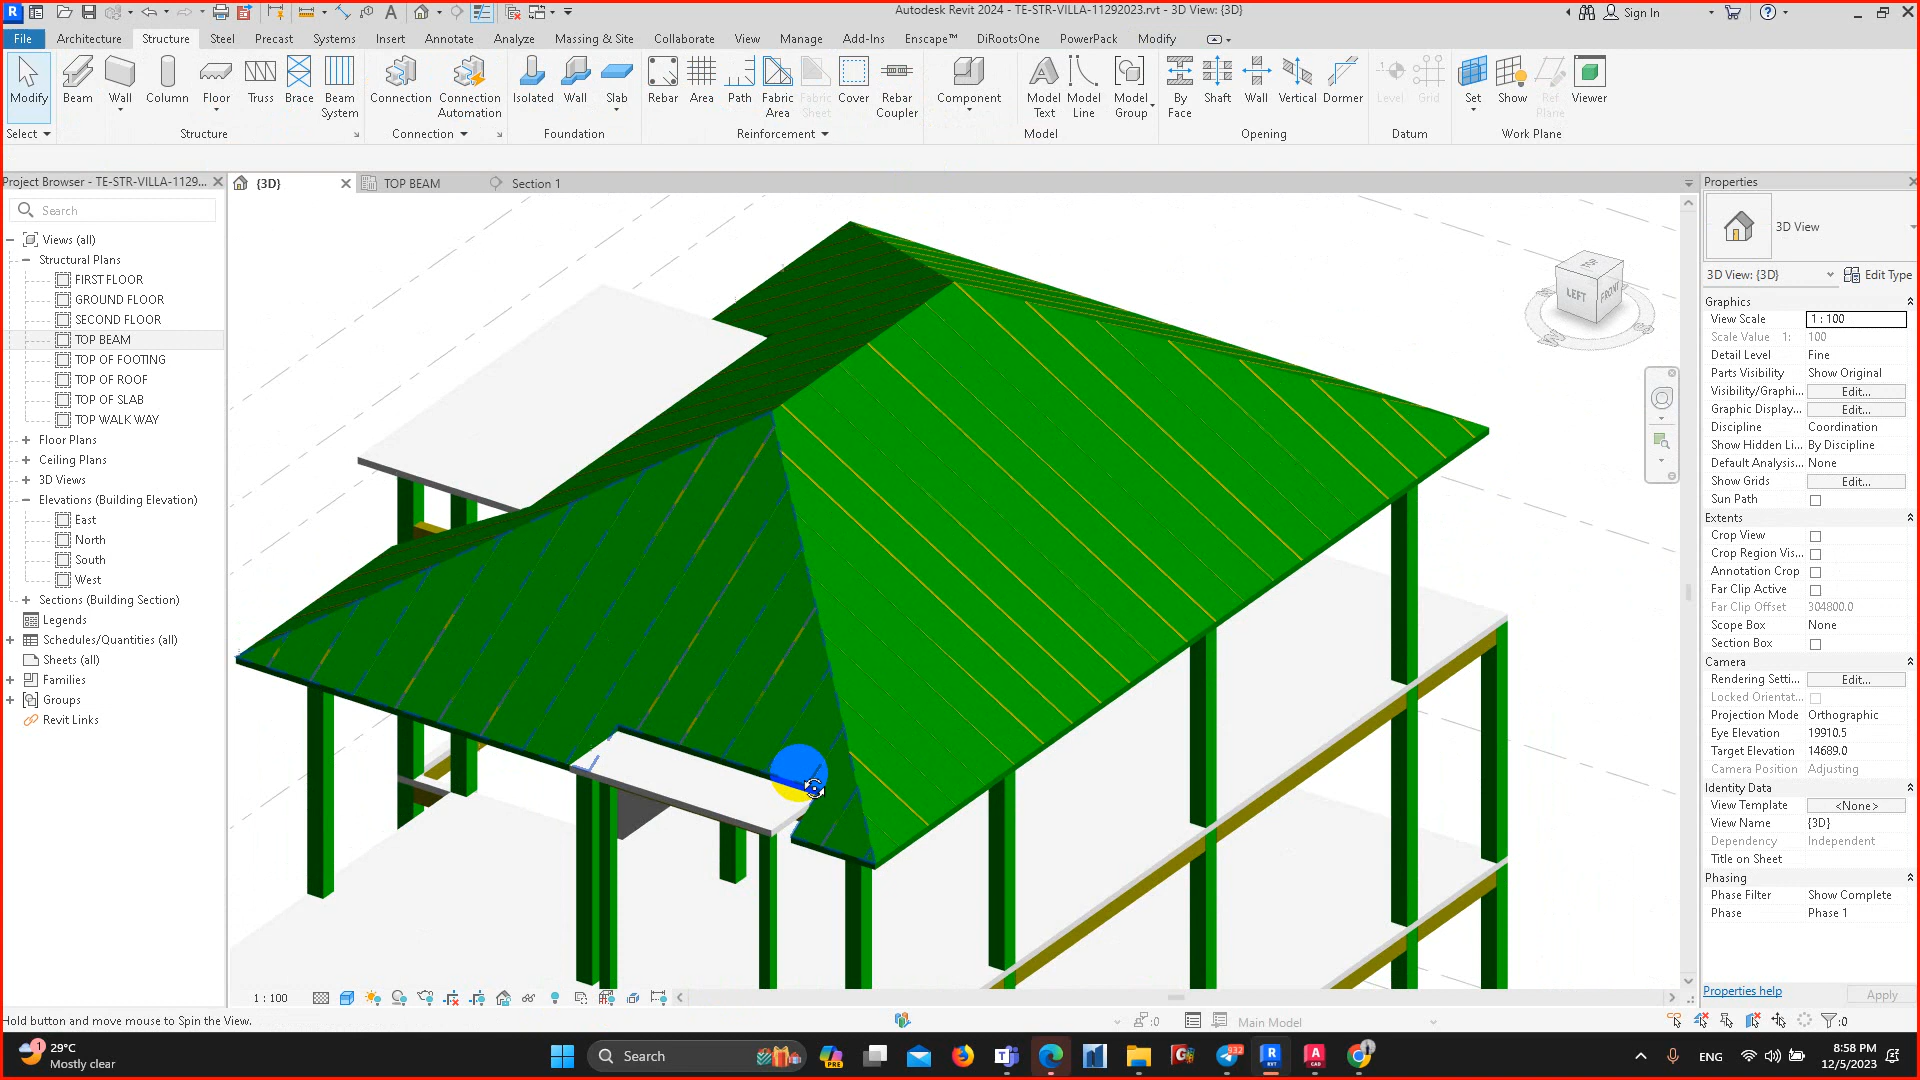 Autodesk Revit 2024 - TE-STR-VILLA-11292023.rvt - 3D View: {3D}
Sign In
File Architecture Structure Steel Precast Systems Insert Annotate Analyze Massing & Site Collaborate View Manage Add-Ins Enscape™ DiRootsOne PowerPack Modify
Modify Beam Wall Column Floor Truss Brace Beam System Connection Connection Automation Isolated Wall Slab Rebar Area Path Fabric Area Fabric Sheet Cover Rebar Coupler Component Model Text Model Line Model Group By Face Shaft Wall Vertical Dormer Level Grid Set Show Ref Plane Viewer
Select Structure Connection Foundation Reinforcement Model Opening Datum Work Plane
Project Browser - TE-STR-VILLA-1129...
{3D} TOP BEAM Section 1
Properties
Search
Views (all)
Structural Plans
FIRST FLOOR
GROUND FLOOR
SECOND FLOOR
TOP BEAM
TOP OF FOOTING
TOP OF ROOF
TOP OF SLAB
TOP WALK WAY
Floor Plans
Ceiling Plans
3D Views
Elevations (Building Elevation)
East
North
South
West
Sections (Building Section)
Legends
Schedules/Quantities (all)
Sheets (all)
Families
Groups
Revit Links
LEFT FRONT
3D View
3D View: {3D} Edit Type
Graphics
View Scale 1 : 100
Scale Value 1: 100
Detail Level Fine
Parts Visibility Show Original
Visibility/Graphi... Edit...
Graphic Display... Edit...
Discipline Coordination
Show Hidden Li... By Discipline
Default Analysis... None
Show Grids Edit...
Sun Path
Extents
Crop View
Crop Region Vis...
Annotation Crop
Far Clip Active
Far Clip Offset 304800.0
Scope Box None
Section Box
Camera
Rendering Setti... Edit...
Locked Orientat...
Projection Mode Orthographic
Eye Elevation 19910.5
Target Elevation 14689.0
Camera Position Adjusting
Identity Data
View Template <None>
View Name {3D}
Dependency Independent
Title on Sheet
Phasing
Phase Filter Show Complete
Phase Phase 1
Properties help Apply
1 : 100
Hold button and move mouse to Spin the View.
:0
Main Model
:0
29°C
Mostly clear
Search
ENG
8:58 PM
12/5/2023